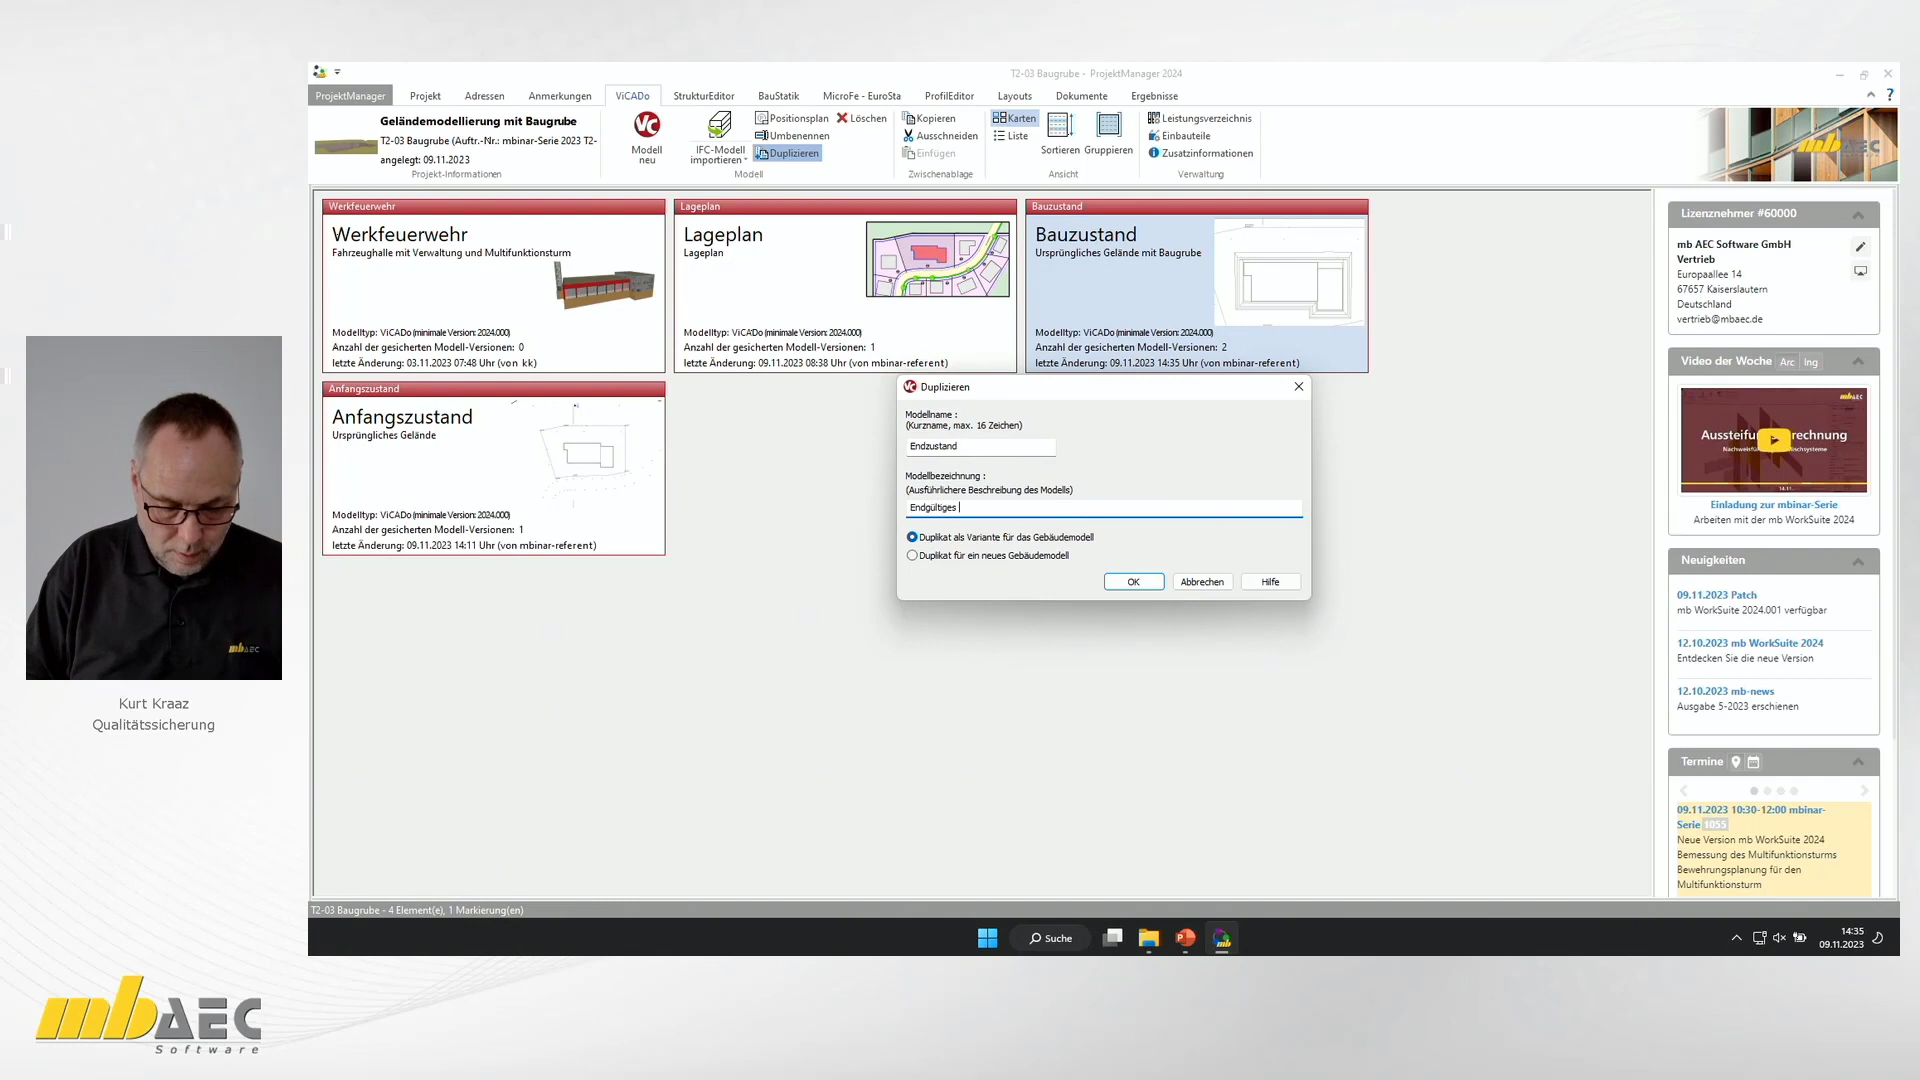 T2-03 Baugrube - ProjektManager 2024
ProjektManager Projekt Adressen Anmerkungen ViCADo StrukturEditor BauStatik MicroFe - EuroSta ProfilEditor Layouts Dokumente Ergebnisse
Geländemodellierung mit Baugrube
T2-03 Baugrube (Auftr.-Nr.: mbinar-Serie 2023 T2-
angelegt: 09.11.2023
Projekt-Informationen
Modell
neu
IFC-Modell
importieren
Positionsplan
Umbenennen
Duplizieren
Löschen
Modell
Kopieren
Ausschneiden
Einfügen
Zwischenablage
Karten
Liste
Sortieren
Gruppieren
Ansicht
Leistungsverzeichnis
Einbauteile
Zusatzinformationen
Verwaltung
mb AEC
Werkfeuerwehr
Werkfeuerwehr
Fahrzeughalle mit Verwaltung und Multifunktionsturm
Modelltyp: ViCADo (minimale Version: 2024.000)
Anzahl der gesicherten Modell-Versionen: 0
letzte Änderung: 03.11.2023 07:48 Uhr (von kk)
Lageplan
Lageplan
Lageplan
Modelltyp: ViCADo (minimale Version: 2024.000)
Anzahl der gesicherten Modell-Versionen: 1
letzte Änderung: 09.11.2023 08:38 Uhr (von mbinar-referent)
Bauzustand
Bauzustand
Ursprüngliches Gelände mit Baugrube
Modelltyp: ViCADo (minimale Version: 2024.000)
Anzahl der gesicherten Modell-Versionen: 2
letzte Änderung: 09.11.2023 14:35 Uhr (von mbinar-referent)
Anfangszustand
Anfangszustand
Ursprüngliches Gelände
Modelltyp: ViCADo (minimale Version: 2024.000)
Anzahl der gesicherten Modell-Versionen: 1
letzte Änderung: 09.11.2023 14:11 Uhr (von mbinar-referent)
Duplizieren
Modellname :
(Kurzname, max. 16 Zeichen)
Endzustand
Modellbezeichnung :
(Ausführlichere Beschreibung des Modells)
Endgültiges
Duplikat als Variante für das Gebäudemodell
Duplikat für ein neues Gebäudemodell
OK Abbrechen Hilfe
Lizenznehmer #60000
mb AEC Software GmbH
Vertrieb
Europaallee 14
67657 Kaiserslautern
Deutschland
vertrieb@mbaec.de
Video der Woche Arc Ing
mb AEC
14.11.
Einladung zur mbinar-Serie
Arbeiten mit der mb WorkSuite 2024
Neuigkeiten
09.11.2023 Patch
mb WorkSuite 2024.001 verfügbar
12.10.2023 mb WorkSuite 2024
Entdecken Sie die neue Version
12.10.2023 mb-news
Ausgabe 5-2023 erschienen
Termine
09.11.2023 10:30-12:00 mbinar-
Serie 1055
Neue Version mb WorkSuite 2024
Bemessung des Multifunktionsturms
Bewehrungsplanung für den
Multifunktionsturm
T2-03 Baugrube - 4 Element(e), 1 Markierung(en)
Suche
14:35
09.11.2023
mb AEC
Kurt Kraaz
Qualitätssicherung
mb AEC
Software